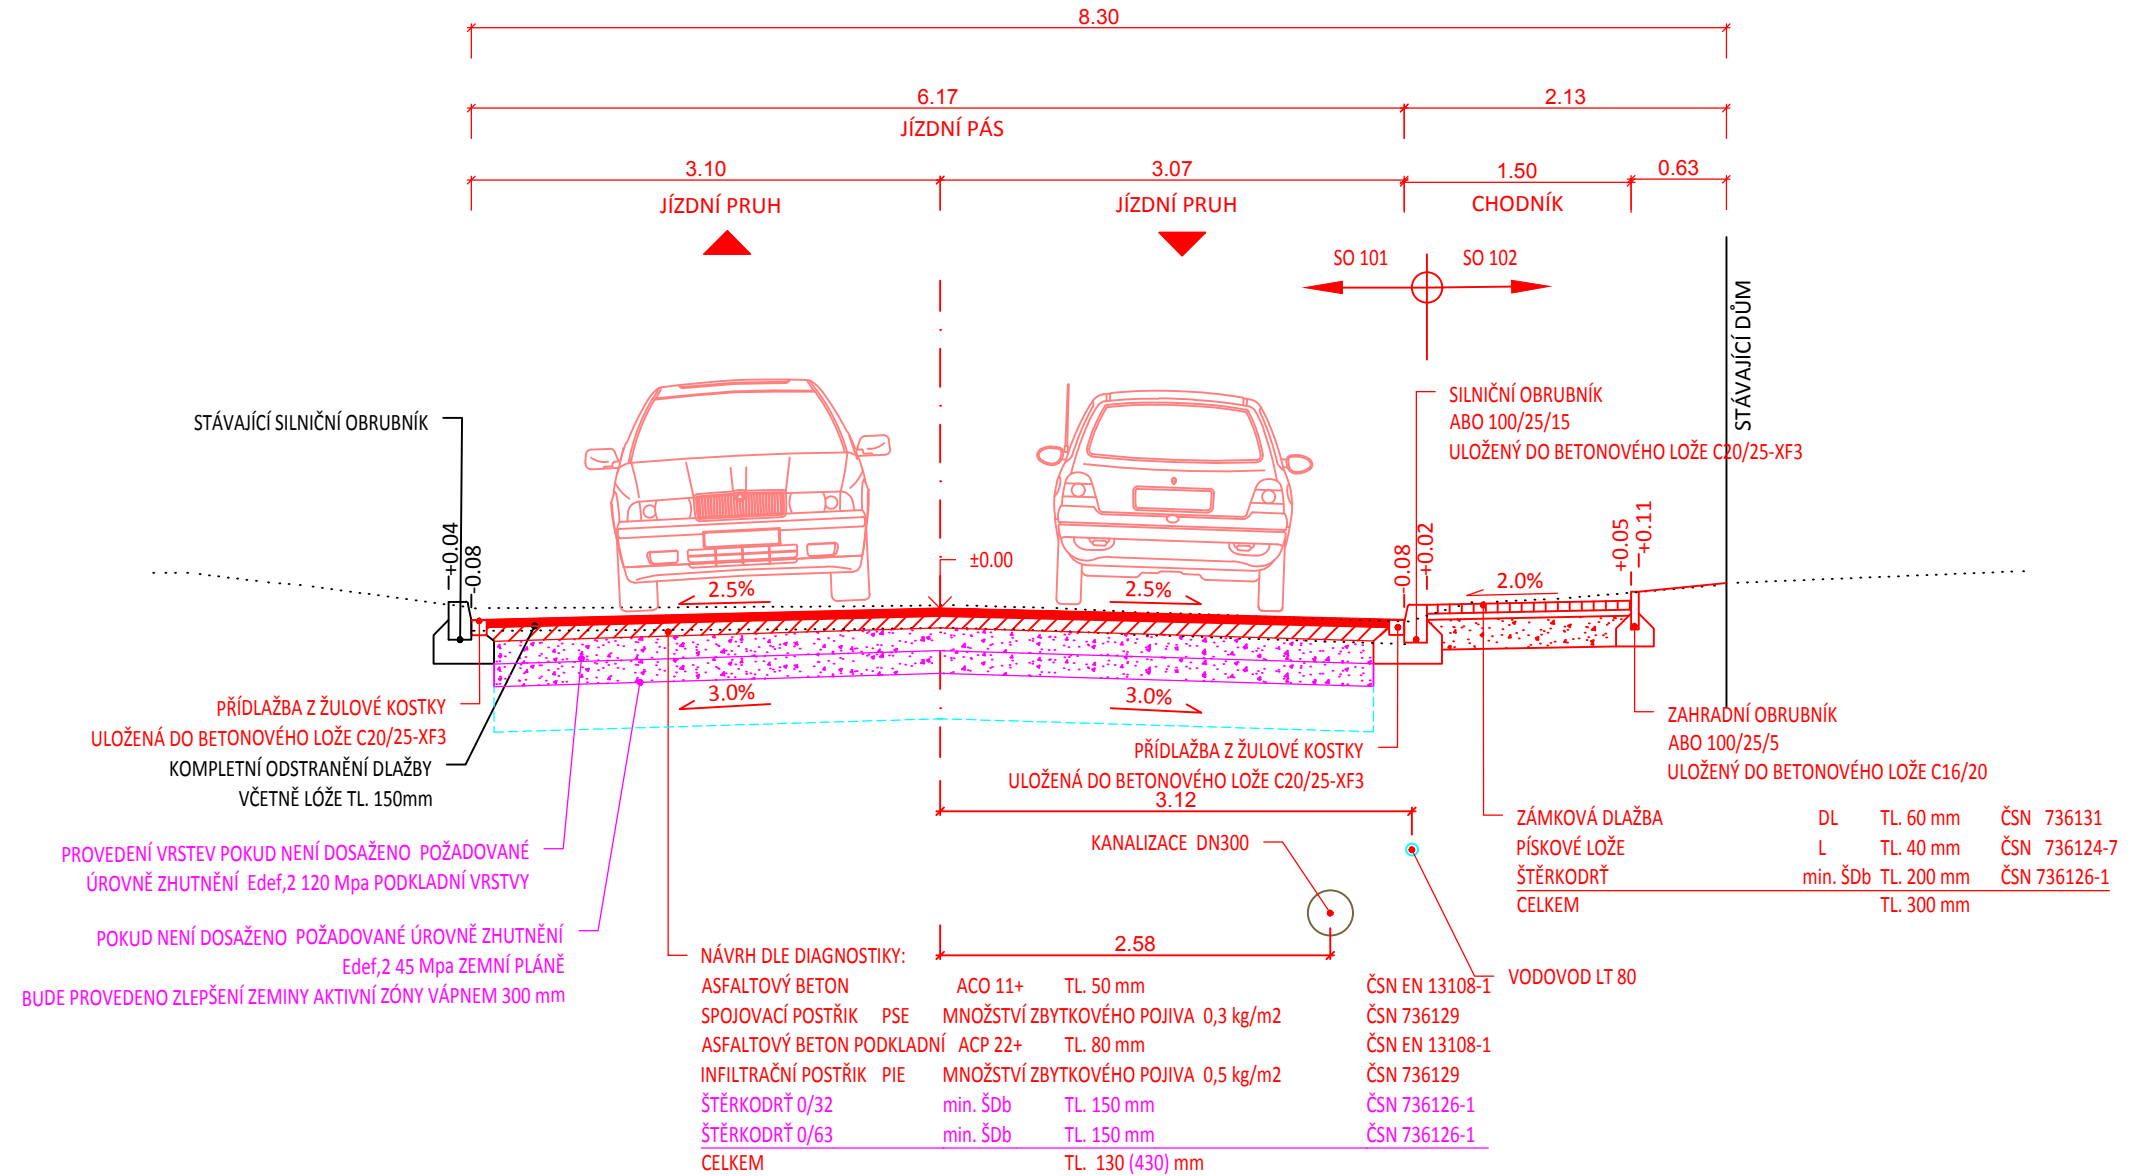 8.30
6.17
2.13
JÍZDNÍ PÁS
3.10
3.07
1.50
0.63
JÍZDNÍ PRUH
JÍZDNÍ PRUH
CHODNÍK
SO 101
SO 102
STÁVAJÍCÍ DŮM
STÁVAJÍCÍ SILNIČNÍ OBRUBNÍK
SILNIČNÍ OBRUBNÍK
ABO 100/25/15
ULOŽENÝ DO BETONOVÉHO LOŽE C20/25-XF3
+0.04
-0.08
±0.00
-0.08
+0.02
+0.05
+0.11
2.5%
2.5%
2.0%
3.0%
3.0%
PŘÍDLAŽBA Z ŽULOVÉ KOSTKY
ULOŽENÁ DO BETONOVÉHO LOŽE C20/25-XF3
KOMPLETNÍ ODSTRANĚNÍ DLAŽBY
VČETNĚ LÓŽE TL. 150mm
PŘÍDLAŽBA Z ŽULOVÉ KOSTKY
ULOŽENÁ DO BETONOVÉHO LOŽE C20/25-XF3
ZAHRADNÍ OBRUBNÍK
ABO 100/25/5
ULOŽENÝ DO BETONOVÉHO LOŽE C16/20
3.12
KANALIZACE DN300
2.58
VODOVOD LT 80
PROVEDENÍ VRSTEV POKUD NENÍ DOSAŽENO POŽADOVANÉ
ÚROVNĚ ZHUTNĚNÍ Edef,2 120 Mpa PODKLADNÍ VRSTVY
POKUD NENÍ DOSAŽENO POŽADOVANÉ ÚROVNĚ ZHUTNĚNÍ
Edef,2 45 Mpa ZEMNÍ PLÁNĚ
BUDE PROVEDENO ZLEPŠENÍ ZEMINY AKTIVNÍ ZÓNY VÁPNEM 300 mm
ZÁMKOVÁ DLAŽBA DL TL. 60 mm ČSN 736131
PÍSKOVÉ LOŽE L TL. 40 mm ČSN 736124-7
ŠTĚRKODRŤ min. ŠDb TL. 200 mm ČSN 736126-1
CELKEM TL. 300 mm
NÁVRH DLE DIAGNOSTIKY:
ASFALTOVÝ BETON ACO 11+ TL. 50 mm ČSN EN 13108-1
SPOJOVACÍ POSTŘIK PSE MNOŽSTVÍ ZBYTKOVÉHO POJIVA 0,3 kg/m2 ČSN 736129
ASFALTOVÝ BETON PODKLADNÍ ACP 22+ TL. 80 mm ČSN EN 13108-1
INFILTRAČNÍ POSTŘIK PIE MNOŽSTVÍ ZBYTKOVÉHO POJIVA 0,5 kg/m2 ČSN 736129
ŠTĚRKODRŤ 0/32 min. ŠDb TL. 150 mm ČSN 736126-1
ŠTĚRKODRŤ 0/63 min. ŠDb TL. 150 mm ČSN 736126-1
CELKEM TL. 130 (430) mm